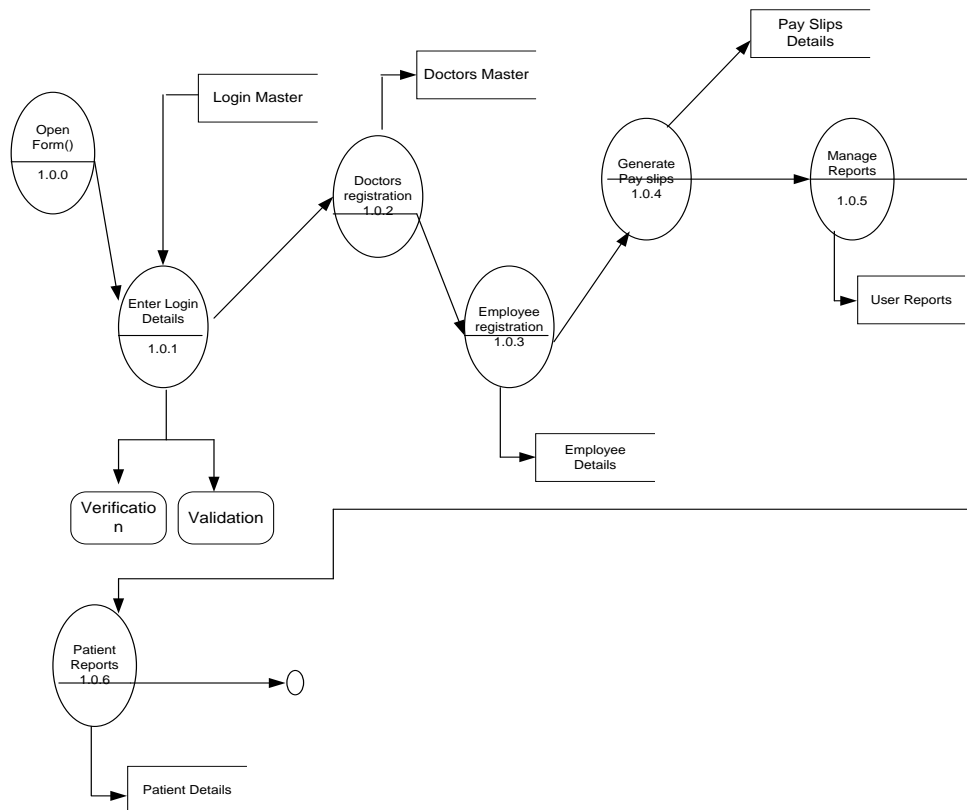 Pay Slips
Details
Doctors Master
Login Master
Open
Form()
1.0.0
Doctors
registration
1.0.2
Generate
Pay slips
1.0.4
Manage
Reports
1.0.5
Enter Login
Details
1.0.1
Employee
registration
1.0.3
User Reports
Employee
Details
Verificatio
n
Validation
Patient
Reports
1.0.6
Patient Details